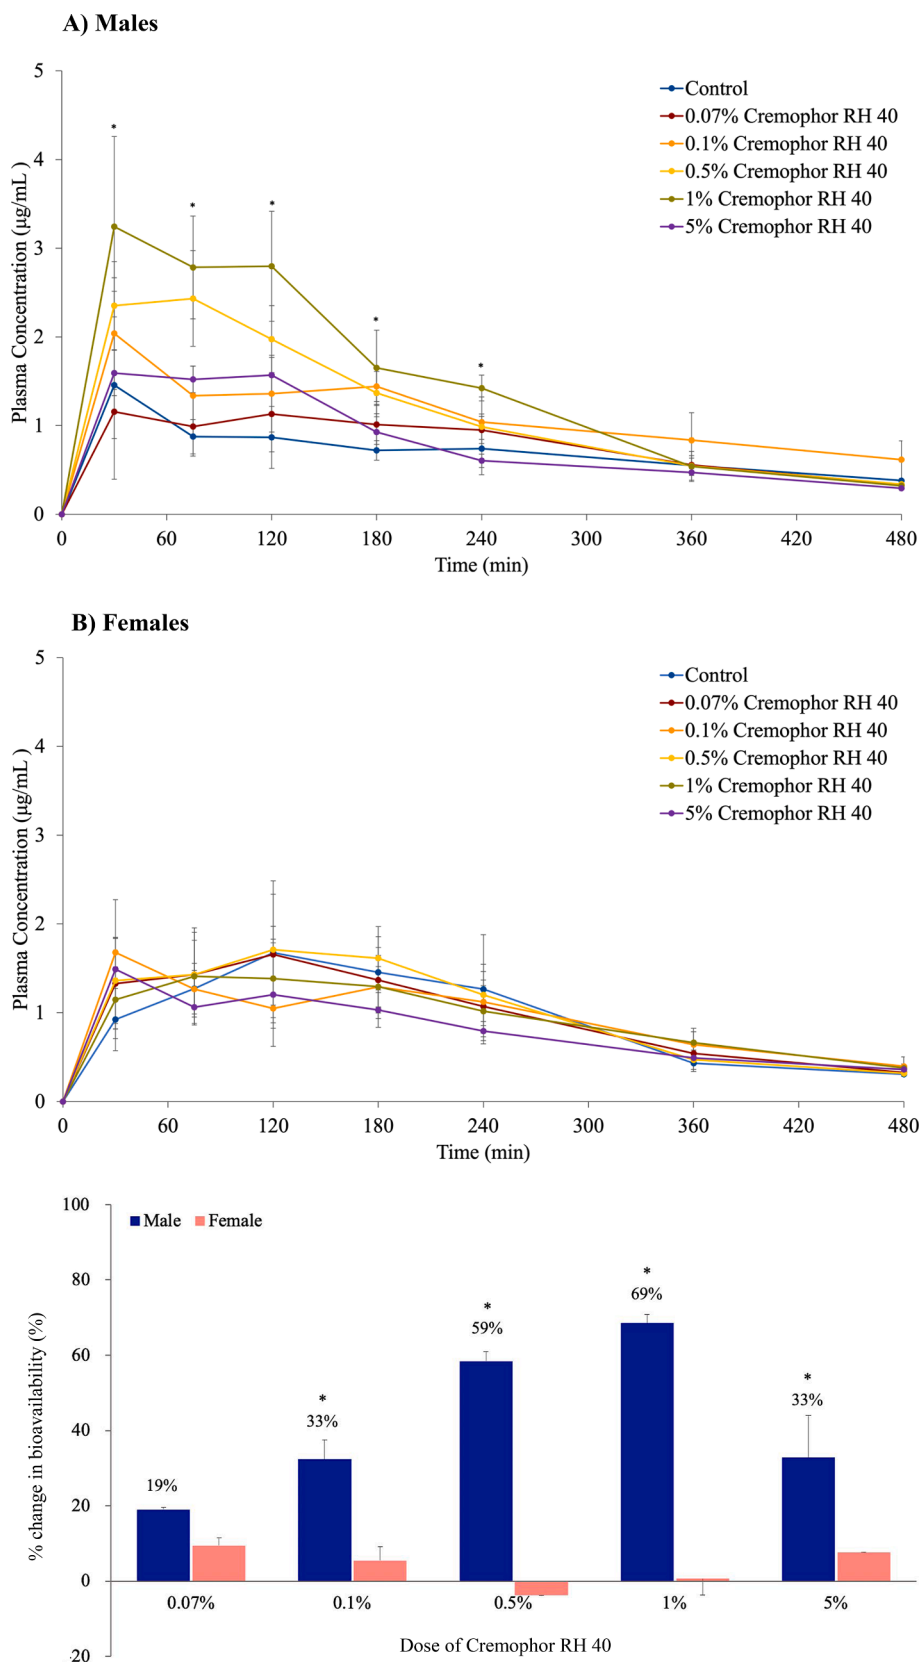 A) Males
5
4
3
2
1
0
Plasma Concentration (µg/mL )
Control
0.07% Cremophor RH 40
0.1% Cremophor RH 40
0.5% Cremophor RH 40
1% Cremophor RH 40
5% Cremophor RH 40
*
*
*
*
*
0 60 120 180 240 300 360 420 480
Time (min)
B) Females
5
4
3
2
1
0
Plasma Concentration (µg/mL )
Control
0.07% Cremophor RH 40
0.1% Cremophor RH 40
0.5% Cremophor RH 40
1% Cremophor RH 40
5% Cremophor RH 40
0 60 120 180 240 300 360 420 480
Time (min)
100
80
60
40
20
0
-20
% change in bioavailability (%)
Male Female
19%
*
33%
*
59%
*
69%
*
33%
0.07% 0.1% 0.5% 1% 5%
Dose of Cremophor RH 40